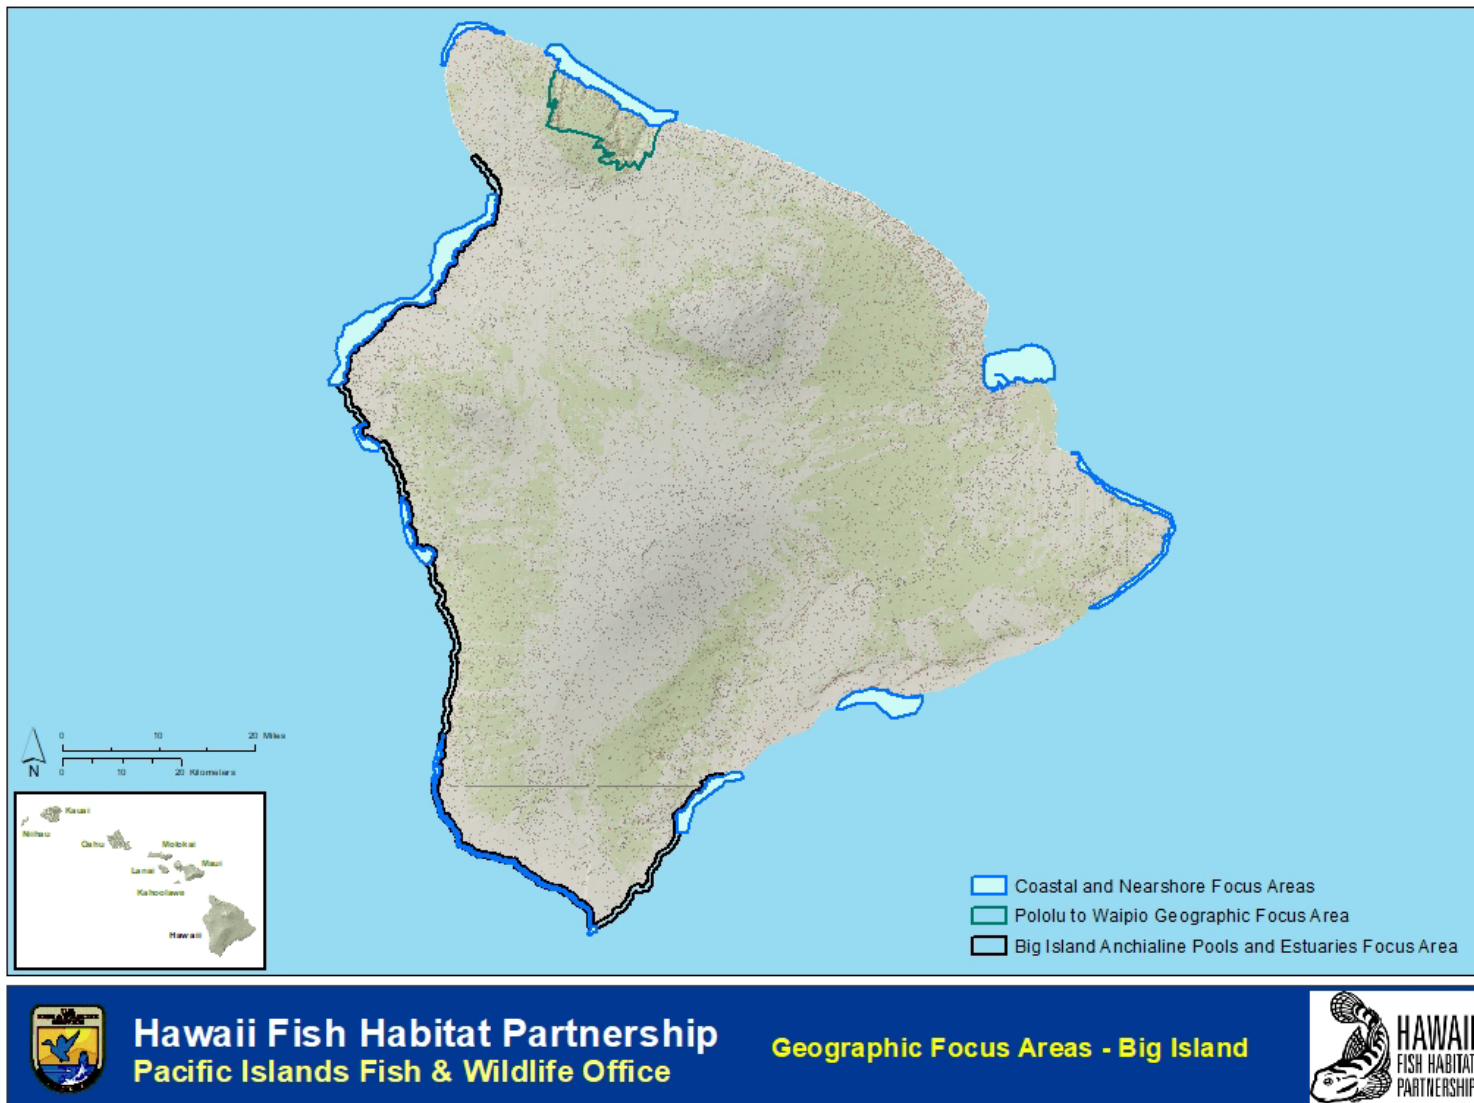 0 10 20 Miles
0 10 20 Kilometers
N
Kauai
Niihau
Oahu
Molokai
Lanai
Maui
Kahoolawe
Hawaii
Coastal and Nearshore Focus Areas
Pololu to Waipio Geographic Focus Area
Big Island Anchialine Pools and Estuaries Focus Area
Hawaii Fish Habitat Partnership
Pacific Islands Fish & Wildlife Office
Geographic Focus Areas - Big Island
HAWAII
FISH HABITAT
PARTNERSHIP